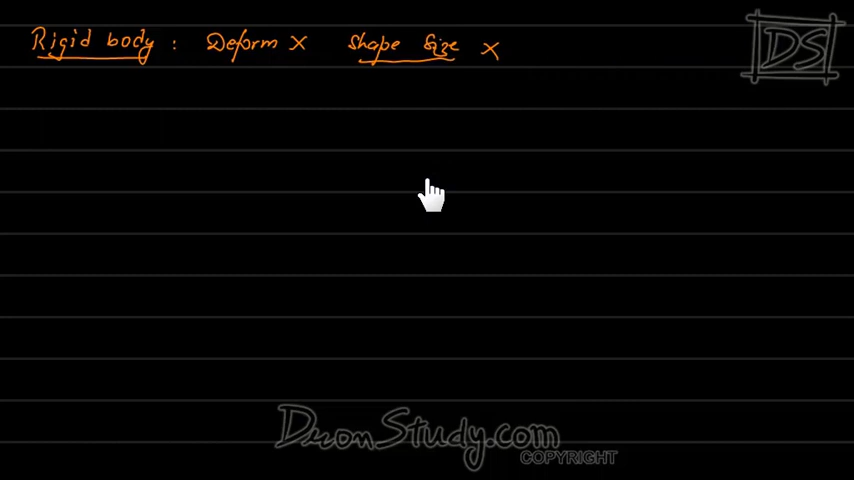 Rigid body : Deform X Shape Size X
DS
DronStudy.com
COPYRIGHT